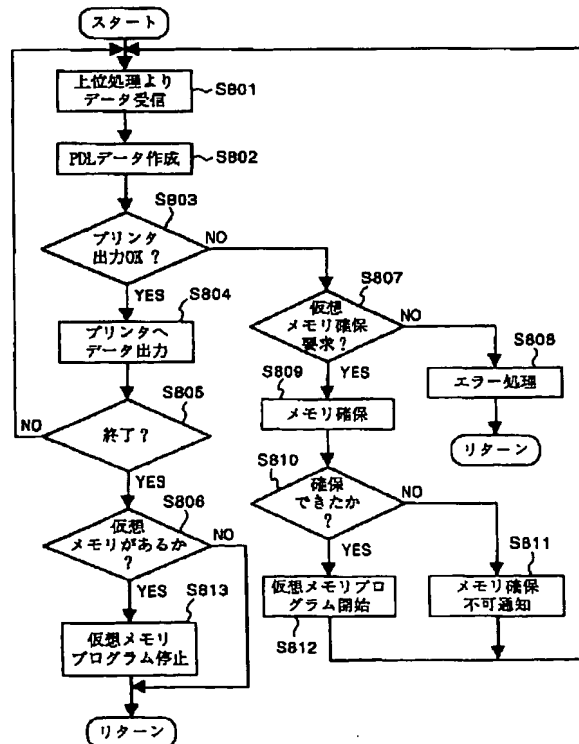 スタート
上位処理より
データ受信
S801
PDLデータ作成
S802
S803
プリンタ
出力OK？
NO
YES
S804
プリンタへ
データ出力
S805
終了？
NO
YES
S806
仮想
メモリがあるか
？
NO
YES
S813
仮想メモリ
プログラム停止
リターン
S807
仮想
メモリ確保
要求？
NO
YES
S808
エラー処理
リターン
S809
メモリ確保
S810
確保
できたか
？
NO
YES
S811
メモリ確保
不可通知
仮想メモリプロ
グラム開始
S812